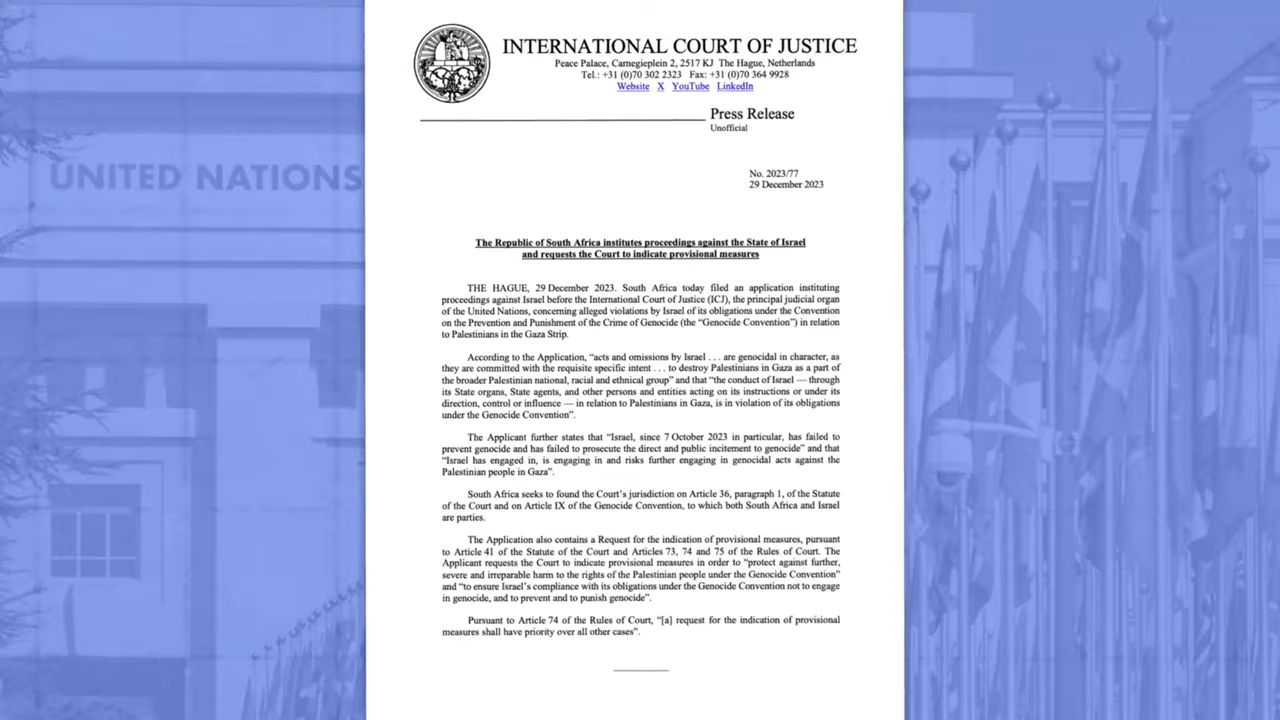 INTERNATIONAL COURT OF JUSTICE
Peace Palace, Carnegieplein 2, 2517 KJ The Hague, Netherlands
Tel.: +31 (0)70 302 2323 Fax: +31 (0)70 364 9928
Website X YouTube LinkedIn
Press Release
Unofficial
UNITED NATIONS
No. 2023/77
29 December 2023
The Republic of South Africa institutes proceedings against the State of Israel
and requests the Court to indicate provisional measures
THE HAGUE, 29 December 2023. South Africa today filed an application instituting
proceedings against Israel before the International Court of Justice (ICJ), the principal judicial organ
of the United Nations, concerning alleged violations by Israel of its obligations under the Convention
on the Prevention and Punishment of the Crime of Genocide (the “Genocide Convention”) in relation
to Palestinians in the Gaza Strip.
According to the Application, “acts and omissions by Israel . . . are genocidal in character, as
they are committed with the requisite specific intent . . . to destroy Palestinians in Gaza as a part of
the broader Palestinian national, racial and ethnical group” and that “the conduct of Israel — through
its State organs, State agents, and other persons and entities acting on its instructions or under its
direction, control or influence — in relation to Palestinians in Gaza, is in violation of its obligations
under the Genocide Convention”.
The Applicant further states that “Israel, since 7 October 2023 in particular, has failed to
prevent genocide and has failed to prosecute the direct and public incitement to genocide” and that
“Israel has engaged in, is engaging in and risks further engaging in genocidal acts against the
Palestinian people in Gaza”.
South Africa seeks to found the Court’s jurisdiction on Article 36, paragraph 1, of the Statute
of the Court and on Article IX of the Genocide Convention, to which both South Africa and Israel
are parties.
The Application also contains a Request for the indication of provisional measures, pursuant
to Article 41 of the Statute of the Court and Articles 73, 74 and 75 of the Rules of Court. The
Applicant requests the Court to indicate provisional measures in order to “protect against further,
severe and irreparable harm to the rights of the Palestinian people under the Genocide Convention”
and “to ensure Israel’s compliance with its obligations under the Genocide Convention not to engage
in genocide, and to prevent and to punish genocide”.
Pursuant to Article 74 of the Rules of Court, “[a] request for the indication of provisional
measures shall have priority over all other cases”.